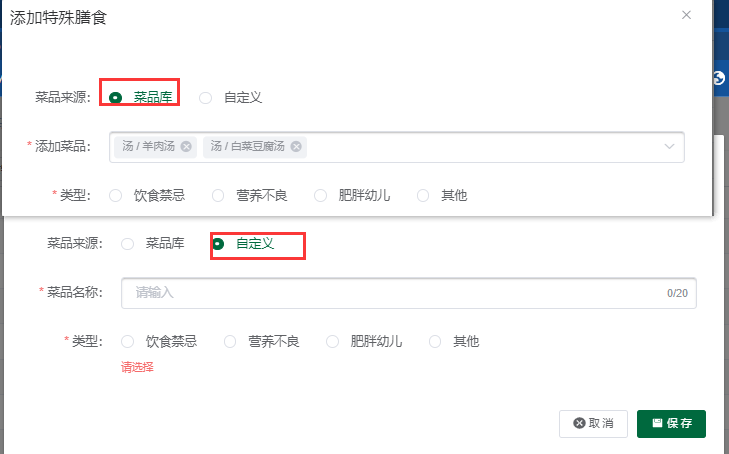 添加特殊膳食
菜品来源: 菜品库 自定义
* 添加菜品: 汤 / 羊肉汤 汤 / 白菜豆腐汤
* 类型: 饮食禁忌 营养不良 肥胖幼儿 其他
菜品来源: 菜品库 自定义
* 菜品名称: 请输入 0/20
* 类型: 饮食禁忌 营养不良 肥胖幼儿 其他
请选择
取消 保存